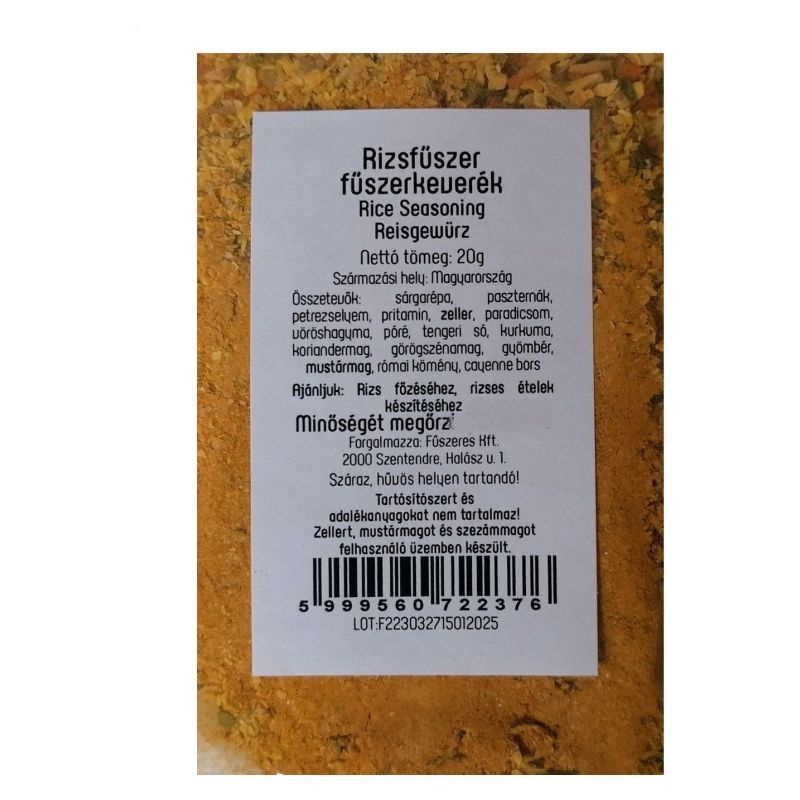 Rizsfűszer
fűszerkeverék
Rice Seasoning
Reisgewürz
Nettó tömeg: 20g
Származási hely: Magyarország
Összetevők: sárgarépa, paszternák,
petrezselyem, pritamin, zeller, paradicsom,
vöröshagyma, póré, tengeri só, kurkuma,
koriandermag, görögszénamag, gyömbér,
mustármag, római kömény, cayenne bors
Ajánljuk: Rizs főzéséhez, rizses ételek
készítéséhez
Minőségét megőrzi
Forgalmazza: Fűszeres Kft.
2000 Szentendre, Halász u. 1.
Száraz, hűvös helyen tartandó!
Tartósítószert és
adalékanyagokat nem tartalmaz!
Zellert, mustármagot és szezámmagot
felhasználó üzemben készült.
5 999560 722376
LOT:F223032715012025